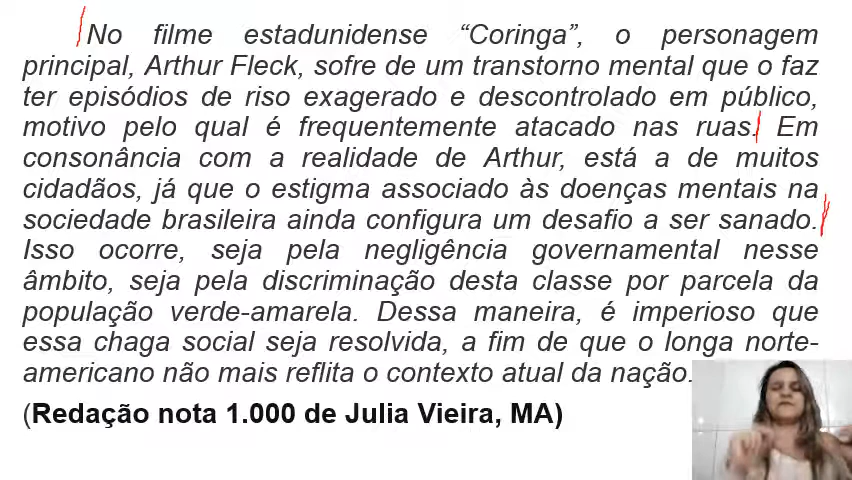 No filme estadunidense “Coringa”, o personagem
principal, Arthur Fleck, sofre de um transtorno mental que o faz
ter episódios de riso exagerado e descontrolado em público,
motivo pelo qual é frequentemente atacado nas ruas. Em
consonância com a realidade de Arthur, está a de muitos
cidadãos, já que o estigma associado às doenças mentais na
sociedade brasileira ainda configura um desafio a ser sanado.
Isso ocorre, seja pela negligência governamental nesse
âmbito, seja pela discriminação desta classe por parcela da
população verde-amarela. Dessa maneira, é imperioso que
essa chaga social seja resolvida, a fim de que o longa norte-
americano não mais reflita o contexto atual da nação.
(Redação nota 1.000 de Julia Vieira, MA)